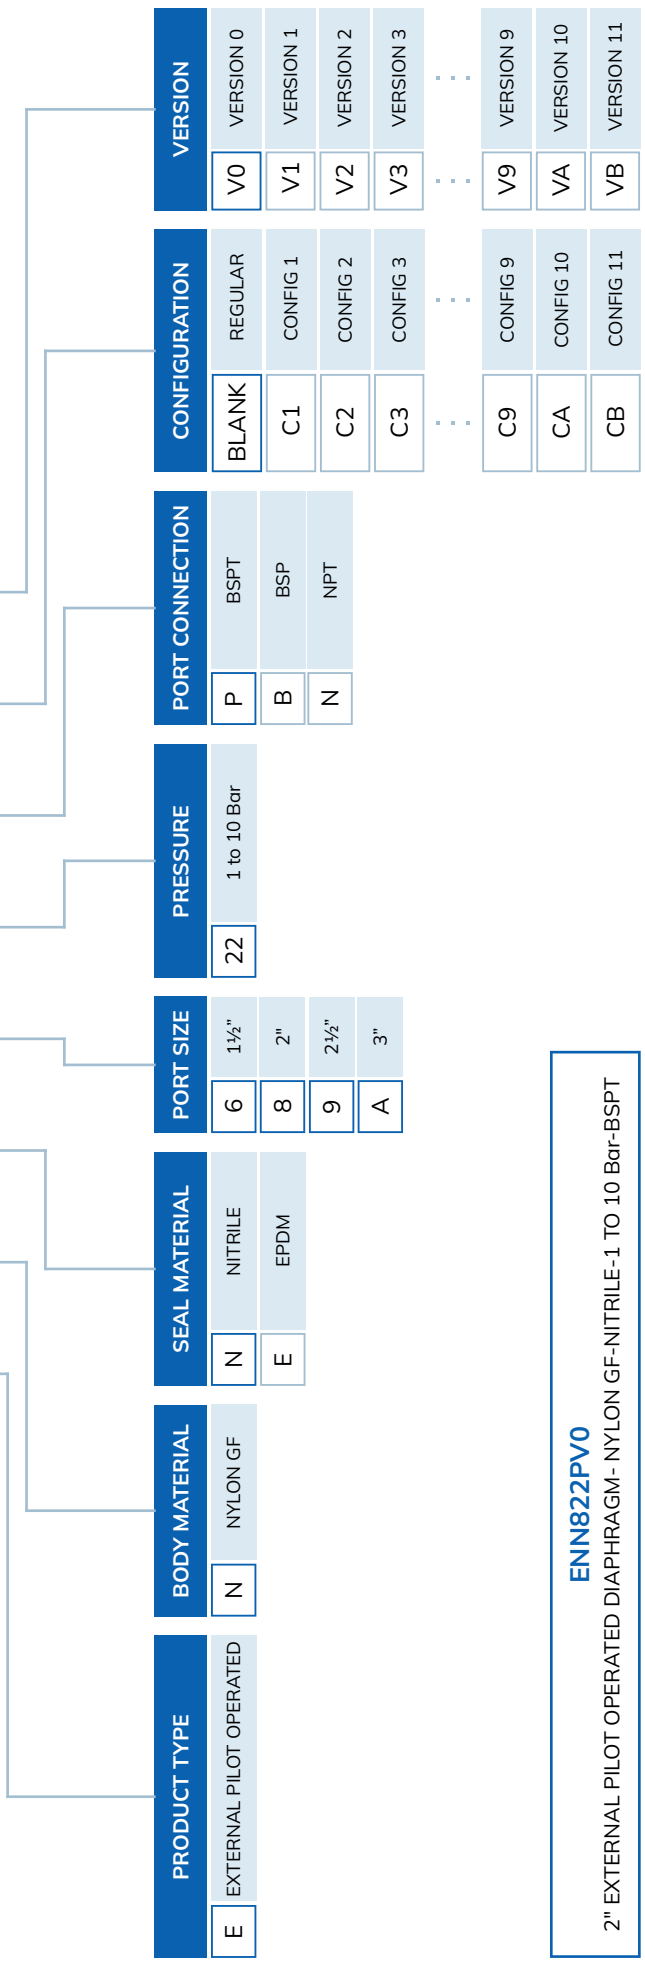 PRODUCT TYPE
E EXTERNAL PILOT OPERATED
BODY MATERIAL
N NYLON GF
SEAL MATERIAL
N NITRILE
E EPDM
PORT SIZE
6 1½”
8 2"
9 2½”
A 3"
PRESSURE
22 1 to 10 Bar
PORT CONNECTION
P BSPT
B BSP
N NPT
CONFIGURATION
BLANK REGULAR
C1 CONFIG 1
C2 CONFIG 2
C3 CONFIG 3
. . . . . .
C9 CONFIG 9
CA CONFIG 10
CB CONFIG 11
VERSION
V0 VERSION 0
V1 VERSION 1
V2 VERSION 2
V3 VERSION 3
. . . . . .
V9 VERSION 9
VA VERSION 10
VB VERSION 11
ENN822PV0
2" EXTERNAL PILOT OPERATED DIAPHRAGM- NYLON GF-NITRILE-1 TO 10 Bar-BSPT